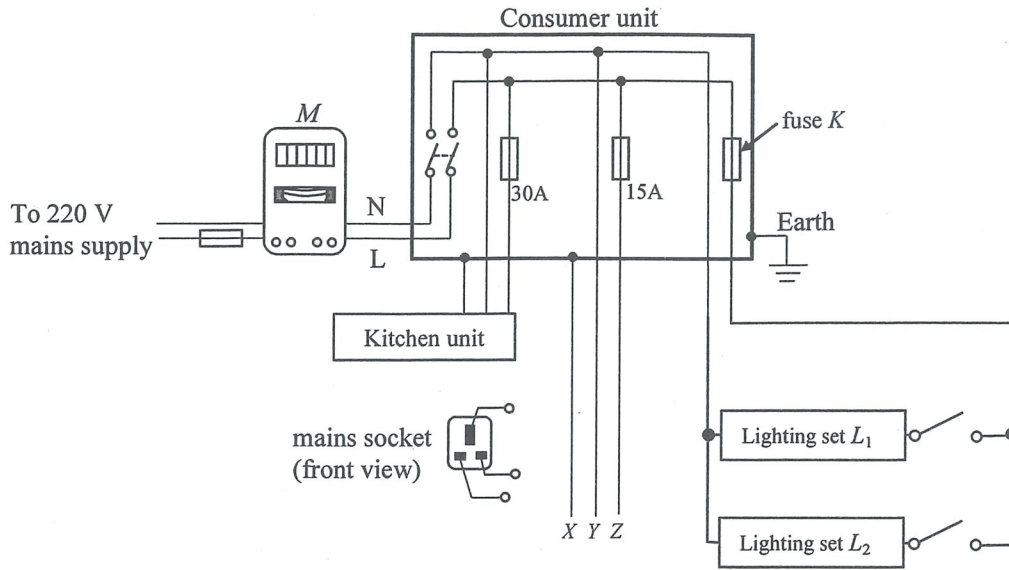 Consumer unit
M
fuse K
30A
15A
To 220 V
mains supply
N
L
Earth
Kitchen unit
mains socket
(front view)
Lighting set L₁
X Y Z
Lighting set L₂